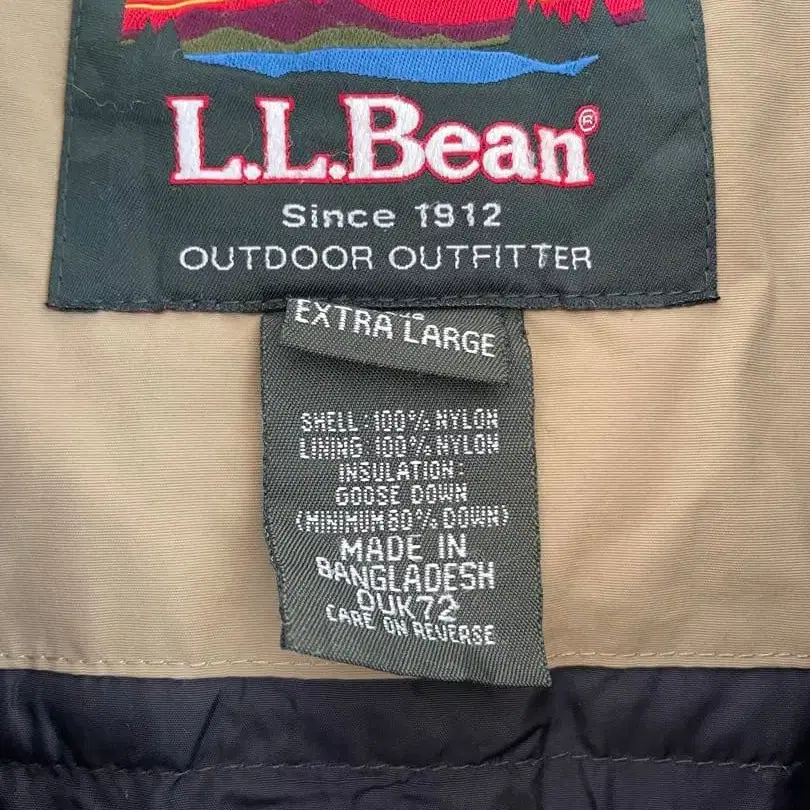 L.L.Bean®
Since 1912
OUTDOOR OUTFITTER
EXTRA LARGE
SHELL: 100% NYLON
LINING 100% NYLON
INSULATION:
GOOSE DOWN
(MINIMUM 80% DOWN)
MADE IN
BANGLADESH
OUK72
CARE ON REVERSE